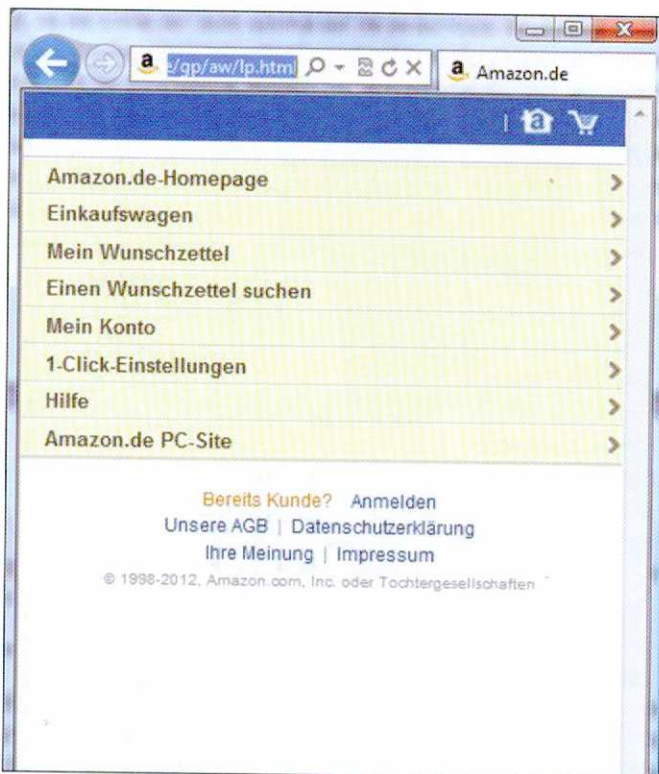 e/gp/aw/lp.html
a Amazon.de
Amazon.de-Homepage
Einkaufswagen
Mein Wunschzettel
Einen Wunschzettel suchen
Mein Konto
1-Click-Einstellungen
Hilfe
Amazon.de PC-Site
Bereits Kunde? Anmelden
Unsere AGB | Datenschutzerklärung
Ihre Meinung | Impressum
© 1998-2012, Amazon.com, Inc. oder Tochtergesellschaften